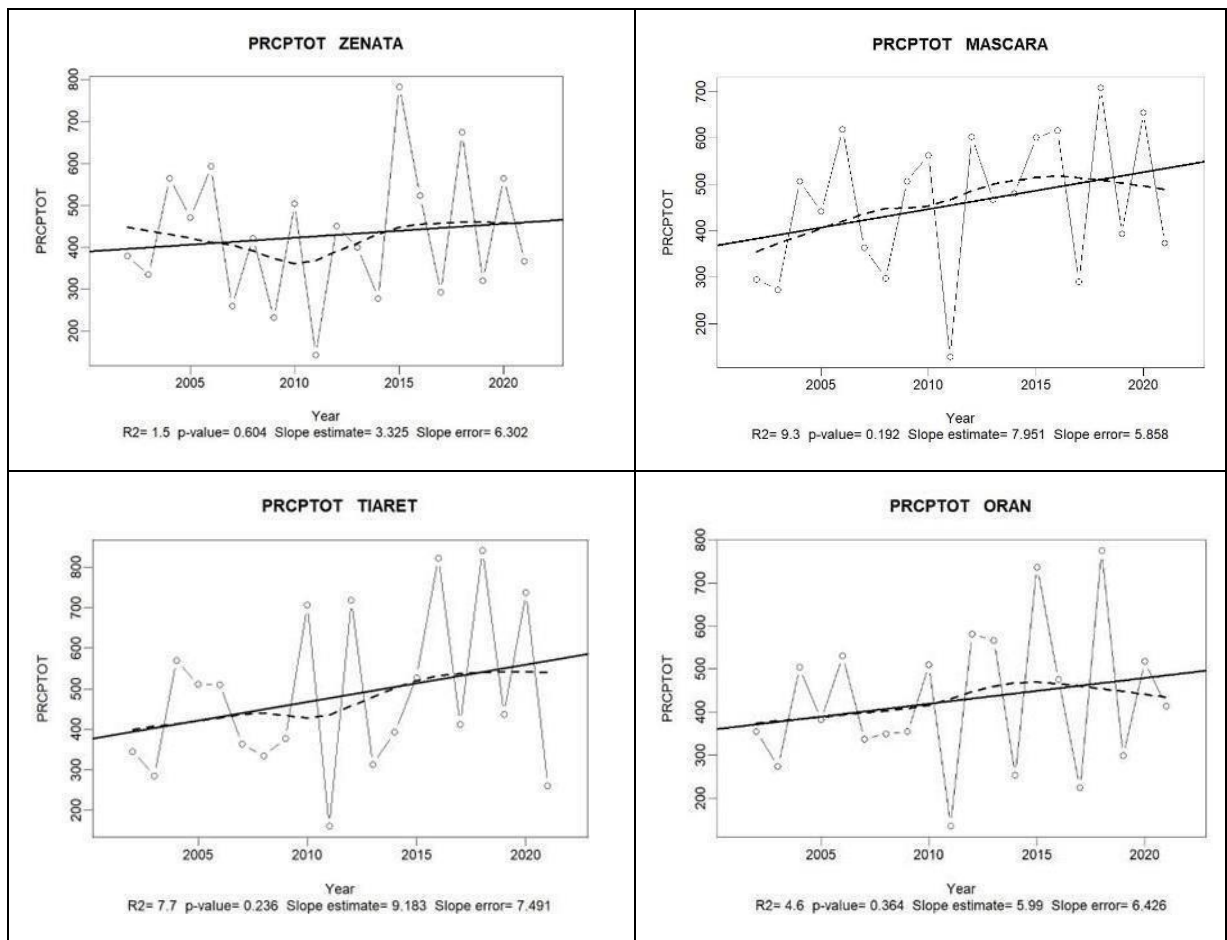 PRCPTOT ZENATA
PRCPTOT
800
700
600
500
400
300
200
2005
2010
2015
2020
Year
R2= 1.5 p-value= 0.604 Slope estimate= 3.325 Slope error= 6.302
PRCPTOT MASCARA
PRCPTOT
700
600
500
400
300
200
2005
2010
2015
2020
Year
R2= 9.3 p-value= 0.192 Slope estimate= 7.951 Slope error= 5.858
PRCPTOT TIARET
PRCPTOT
800
700
600
500
400
300
200
2005
2010
2015
2020
Year
R2= 7.7 p-value= 0.236 Slope estimate= 9.183 Slope error= 7.491
PRCPTOT ORAN
PRCPTOT
800
700
600
500
400
300
200
2005
2010
2015
2020
Year
R2= 4.6 p-value= 0.364 Slope estimate= 5.99 Slope error= 6.426